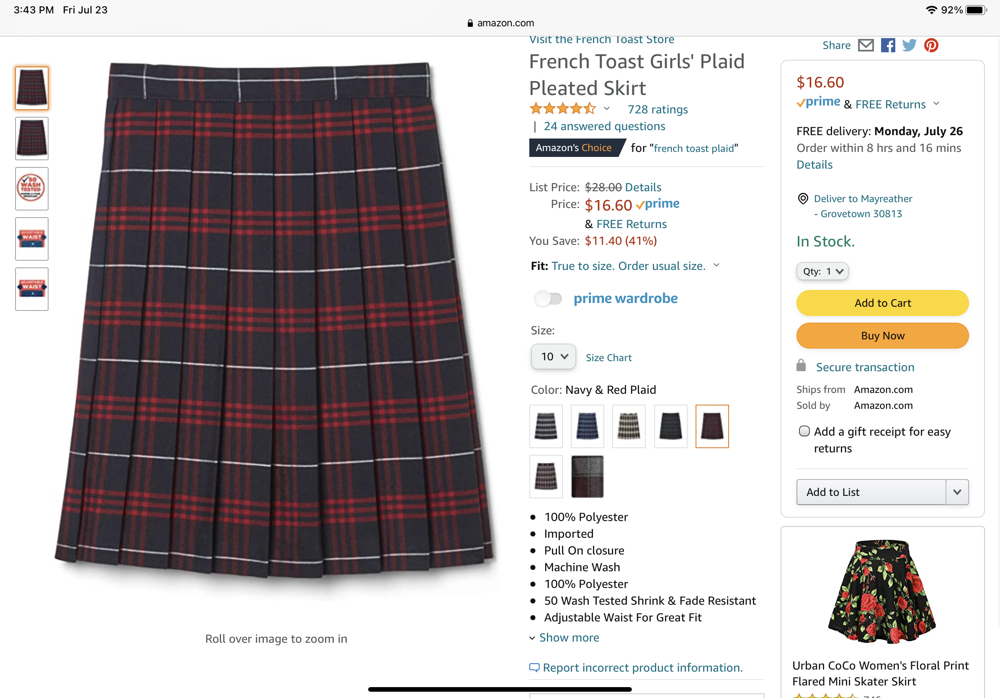 3:43 PM Fri Jul 23
92%
amazon.com
Visit the French Toast Store
French Toast Girls' Plaid
Pleated Skirt
728 ratings
| 24 answered questions
Amazon's Choice for "french toast plaid"
List Price: $28.00 Details
Price: $16.60 prime
& FREE Returns
You Save: $11.40 (41%)
Fit: True to size. Order usual size.
prime wardrobe
Size:
10 Size Chart
Color: Navy & Red Plaid
• 100% Polyester
• Imported
• Pull On closure
• Machine Wash
• 100% Polyester
• 50 Wash Tested Shrink & Fade Resistant
• Adjustable Waist For Great Fit
Show more
Report incorrect product information.
50
WASH
TESTED
ADJUSTABLE
WAIST
ADJUSTABLE
WAIST
Roll over image to zoom in
Share
$16.60
prime & FREE Returns
FREE delivery: Monday, July 26
Order within 8 hrs and 16 mins
Details
Deliver to Mayreather
- Grovetown 30813
In Stock.
Qty: 1
Add to Cart
Buy Now
Secure transaction
Ships from Amazon.com
Sold by Amazon.com
Add a gift receipt for easy
returns
Add to List
Urban CoCo Women's Floral Print
Flared Mini Skater Skirt